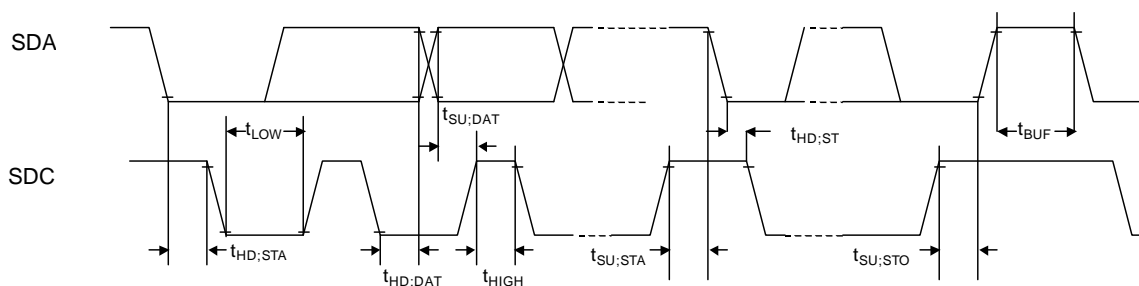 SDA
tSU;DAT
tLOW
tHD;ST
tBUF
SDC
tHD;STA
tHD;DAT
tHIGH
tSU;STA
tSU;STO